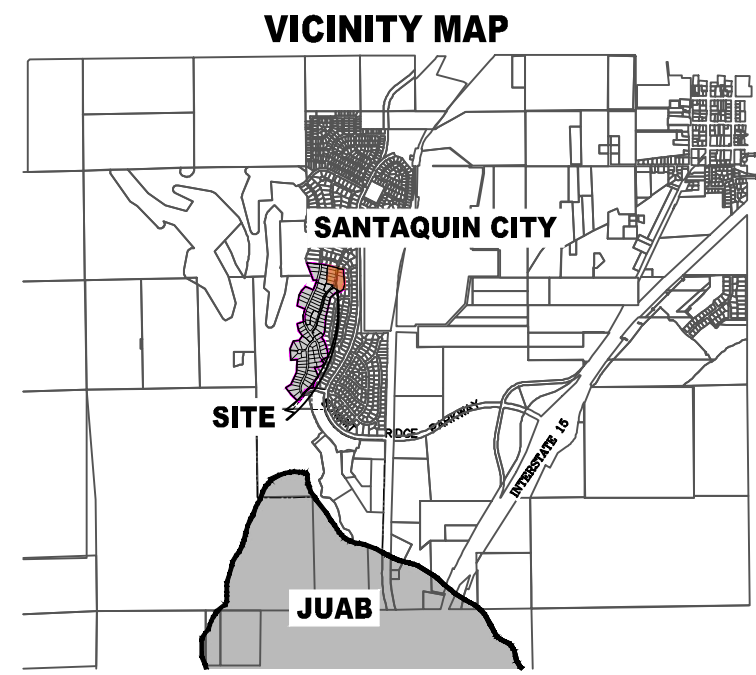 VICINITY MAP
SANTAQUIN CITY
SITE
RIDGE PARKWAY
INTERSTATE 15
JUAB